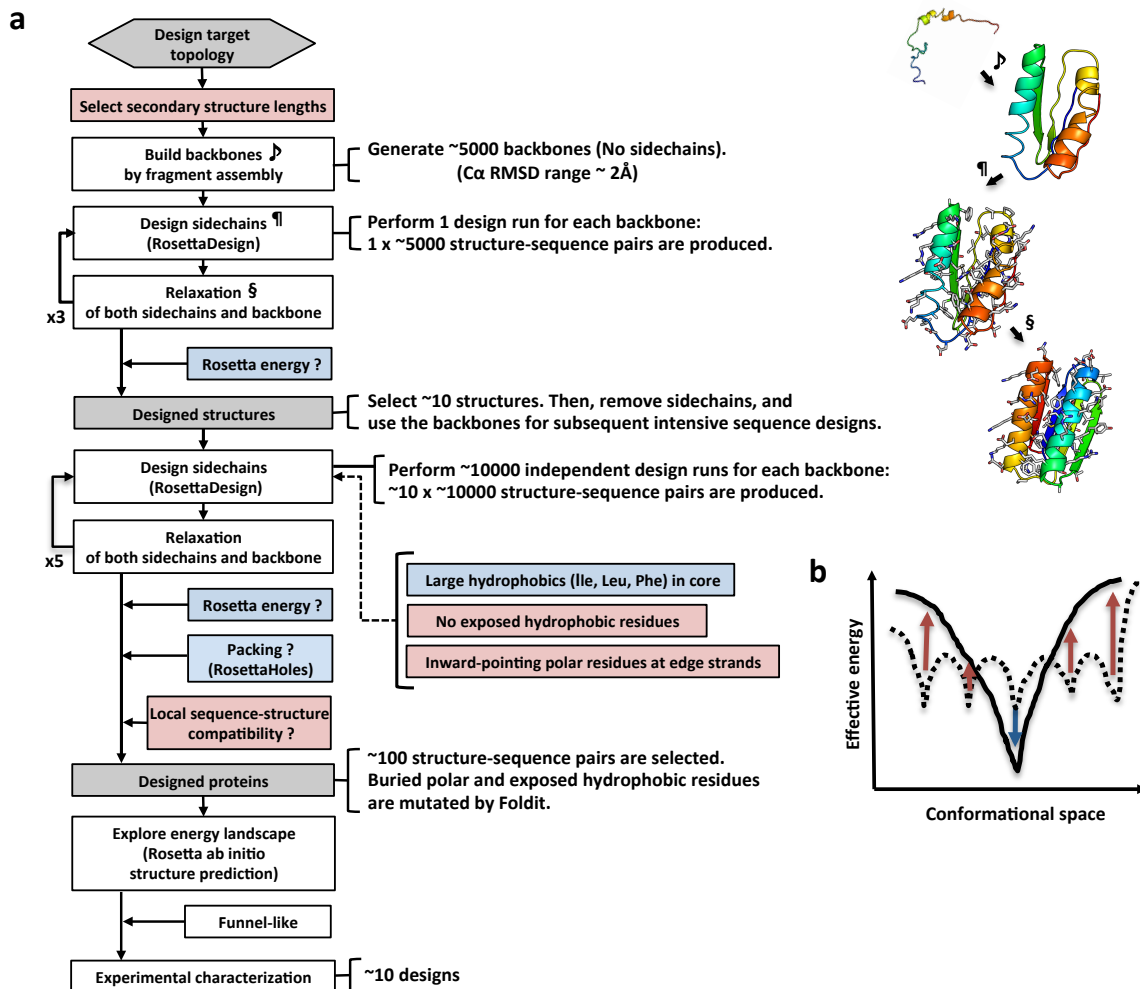 a
Design target
topology
Select secondary structure lengths
Build backbones ♪
by fragment assembly
Generate ~5000 backbones (No sidechains).
(Cα RMSD range ~ 2Å)
Design sidechains ¶
(RosettaDesign)
Perform 1 design run for each backbone:
1 x ~5000 structure-sequence pairs are produced.
Relaxation §
of both sidechains and backbone
x3
Rosetta energy ?
Designed structures
Select ~10 structures. Then, remove sidechains, and
use the backbones for subsequent intensive sequence designs.
Design sidechains
(RosettaDesign)
Perform ~10000 independent design runs for each backbone:
~10 x ~10000 structure-sequence pairs are produced.
Relaxation
of both sidechains and backbone
x5
Large hydrophobics (Ile, Leu, Phe) in core
No exposed hydrophobic residues
Inward-pointing polar residues at edge strands
Rosetta energy ?
Packing ?
(RosettaHoles)
Local sequence-structure
compatibility ?
Designed proteins
~100 structure-sequence pairs are selected.
Buried polar and exposed hydrophobic residues
are mutated by Foldit.
Explore energy landscape
(Rosetta ab initio
structure prediction)
Funnel-like
Experimental characterization
~10 designs
♪
¶
§
b
Effective energy
Conformational space